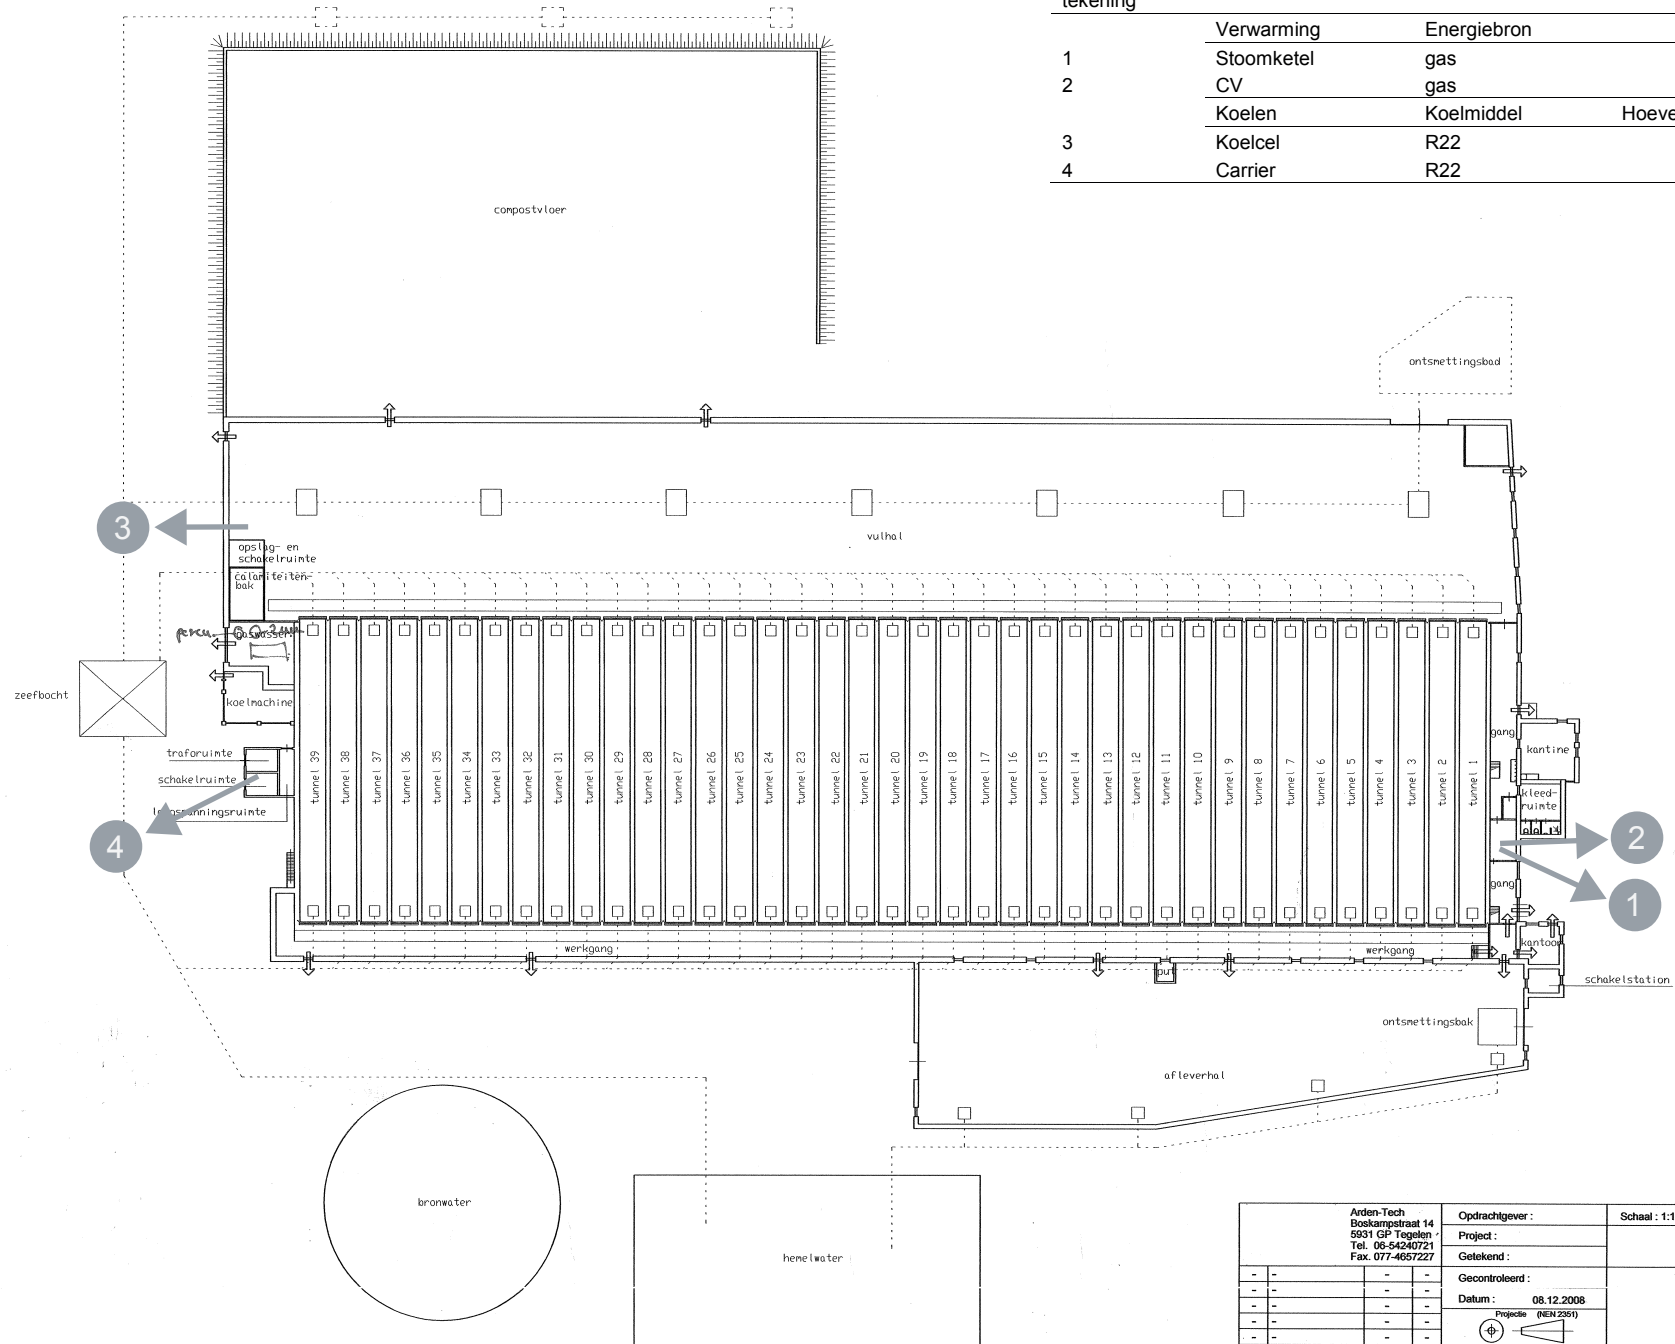 tekening
Verwarming Energiebron
1 Stoomketel gas
2 CV gas
Koelen Koelmiddel Hoeve
3 Koelcel R22
4 Carrier R22
compostvloer
ontsmettingsbad
3
vulhal
opslag- en
schakelruimte
calamiteiten-
bak
gaswasser
zeefbocht
koelmachine
traforuimte
schakelruimte
laagspanningsruimte
4
tunnel 39
tunnel 38
tunnel 37
tunnel 36
tunnel 35
tunnel 34
tunnel 33
tunnel 32
tunnel 31
tunnel 30
tunnel 29
tunnel 28
tunnel 27
tunnel 26
tunnel 25
tunnel 24
tunnel 23
tunnel 22
tunnel 21
tunnel 20
tunnel 19
tunnel 18
tunnel 17
tunnel 16
tunnel 15
tunnel 14
tunnel 13
tunnel 12
tunnel 11
tunnel 10
tunnel 9
tunnel 8
tunnel 7
tunnel 6
tunnel 5
tunnel 4
tunnel 3
tunnel 2
tunnel 1
gang
kantine
kleed-
ruimte
2
1
gang
kantoor
werkgang
werkgang
put
schakelstation
ontsmettingsbak
afleverhal
bronwater
hemelwater
Arden-Tech
Boskampstraat 14
5931 GP Tegelen
Tel. 06-54240721
Fax. 077-4657227
Opdrachtgever : Schaal : 1:1
Project :
Getekend :
Gecontroleerd :
Datum : 08.12.2008
Projectie (NEN 2351)
- - - -
- - - -
- - - -
- - - -
- - - -